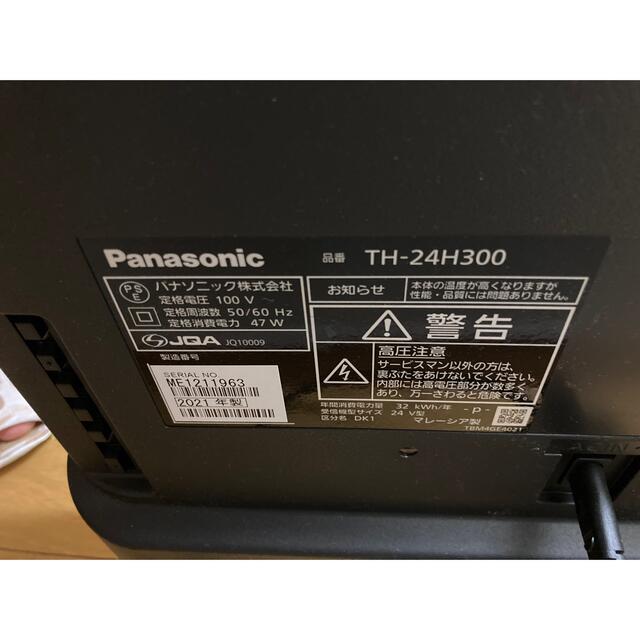 Panasonic
品番 TH-24H300
PS
E
パナソニック株式会社
定格電圧 100 V ～
定格周波数 50/60 Hz
定格消費電力 47 W
JQA JQ10009
製造番号
SERIAL NO.
ME1211963
2021 年製
お知らせ
本体の温度が高くなりますが
性能・品質には問題ありません。
警告
高圧注意
サービスマン以外の方は
裏ぶたをあけないでください。
内部には高電圧部分が数多く
あり、万一さわると危険です。
年間消費電力量 32 kWh/年 -P-
受信機型サイズ 24 V型
区分名 DK1 マレーシア製
TBM4GE4021